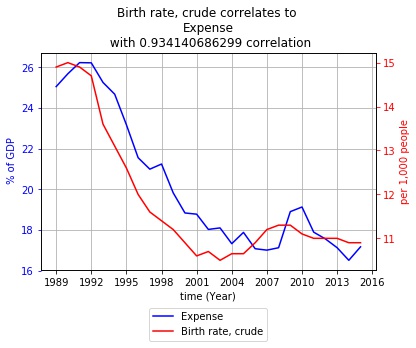 Birth rate, crude correlates to
Expense
with 0.934140686299 correlation
26
24
22
20
18
16
% of GDP
15
14
13
12
11
per 1,000 people
1989 1992 1995 1998 2001 2004 2007 2010 2013 2016
time (Year)
Expense
Birth rate, crude